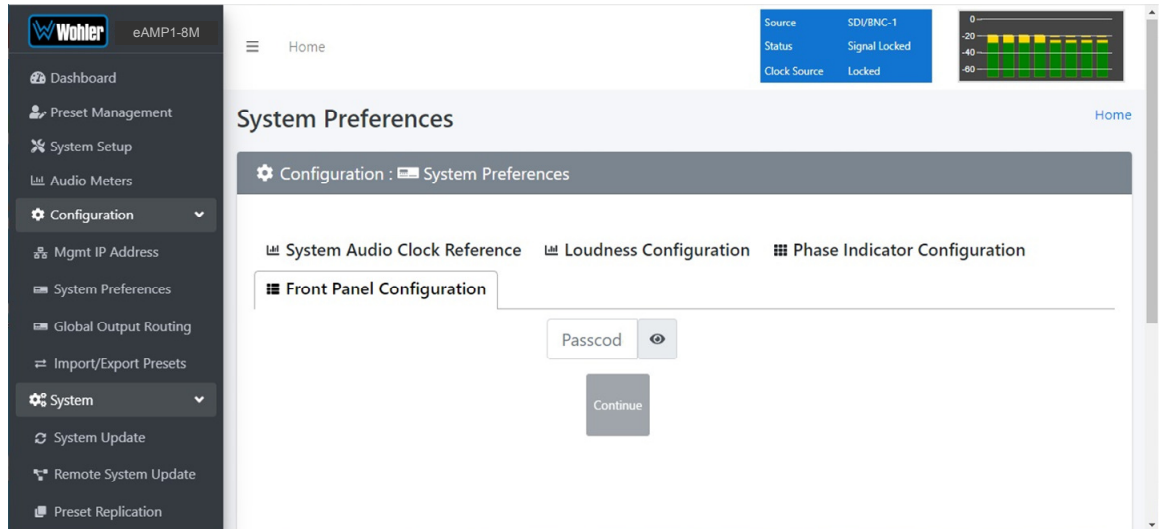 Wohler eAMP1-8M
Dashboard
Preset Management
System Setup
Audio Meters
Configuration
Mgmt IP Address
System Preferences
Global Output Routing
Import/Export Presets
System
System Update
Remote System Update
Preset Replication
Home
Source SDI/BNC-1
Status Signal Locked
Clock Source Locked
0
-20
-40
-60
System Preferences
Home
Configuration : System Preferences
System Audio Clock Reference Loudness Configuration Phase Indicator Configuration
Front Panel Configuration
Passcod
Continue